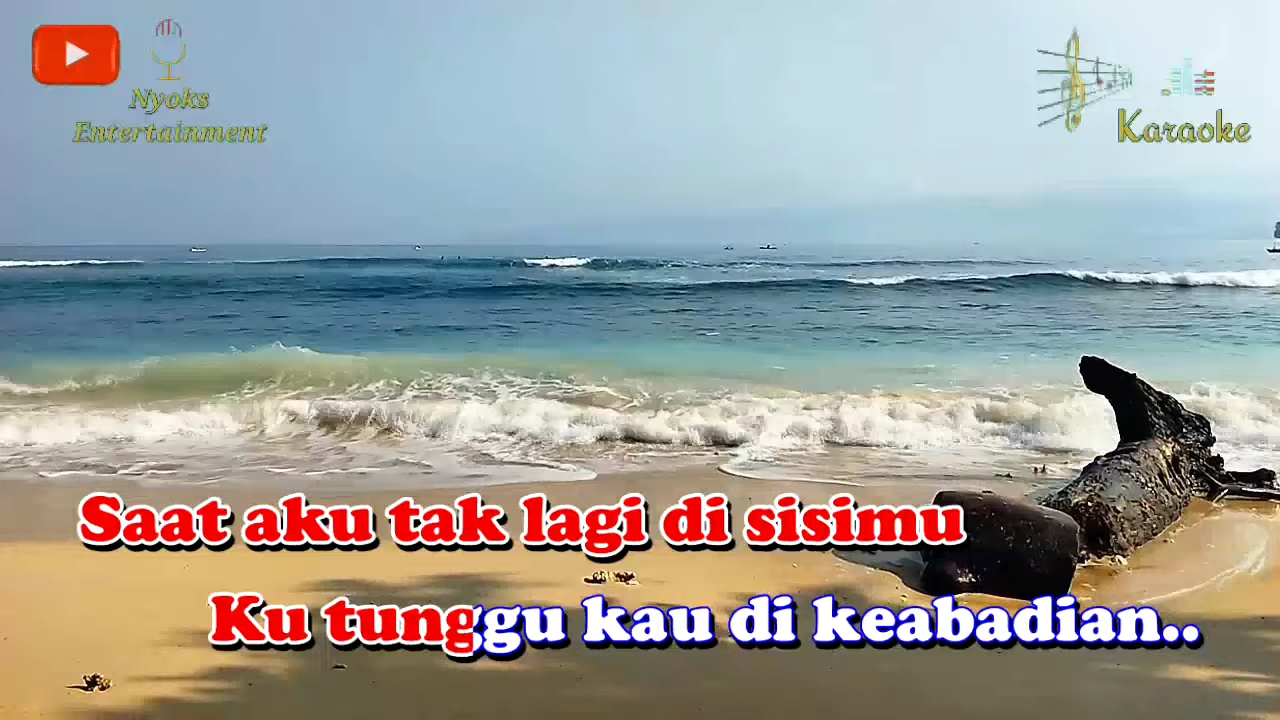 Nyoks
Entertainment
Karaoke
Saat aku tak lagi di sisimu
Ku tunggu kau di keabadian..